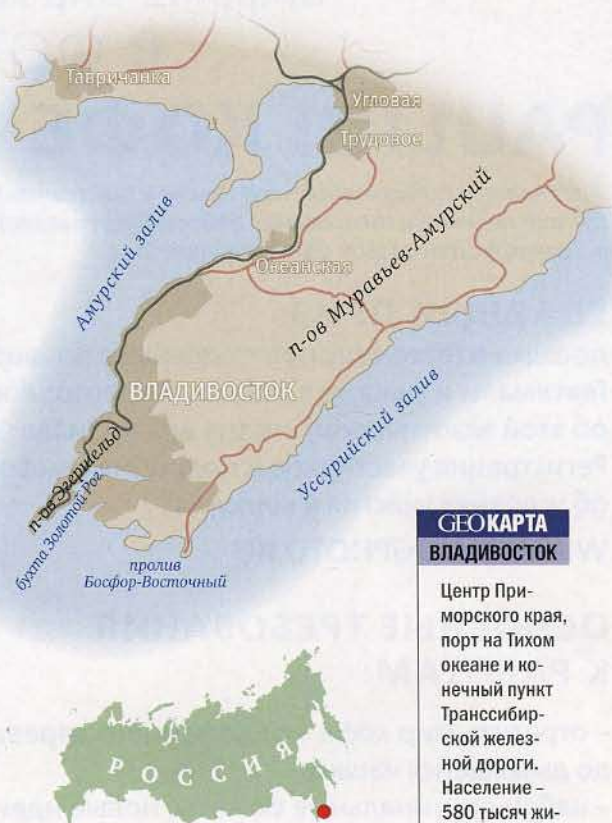 Тавричанка
Угловая
Трудовое
Амурский залив
Океанская
п-ов Муравьев-Амурский
ВЛАДИВОСТОК
Уссурийский залив
п-ов Эгершельд
бухта Золотой Рог
пролив
Босфор-Восточный
GEOКАРТА
ВЛАДИВОСТОК
Центр При-
морского края,
порт на Тихом
океане и ко-
нечный пункт
Транссибир-
ской желез-
ной дороги.
Население –
580 тысяч жи-
РОССИЯ